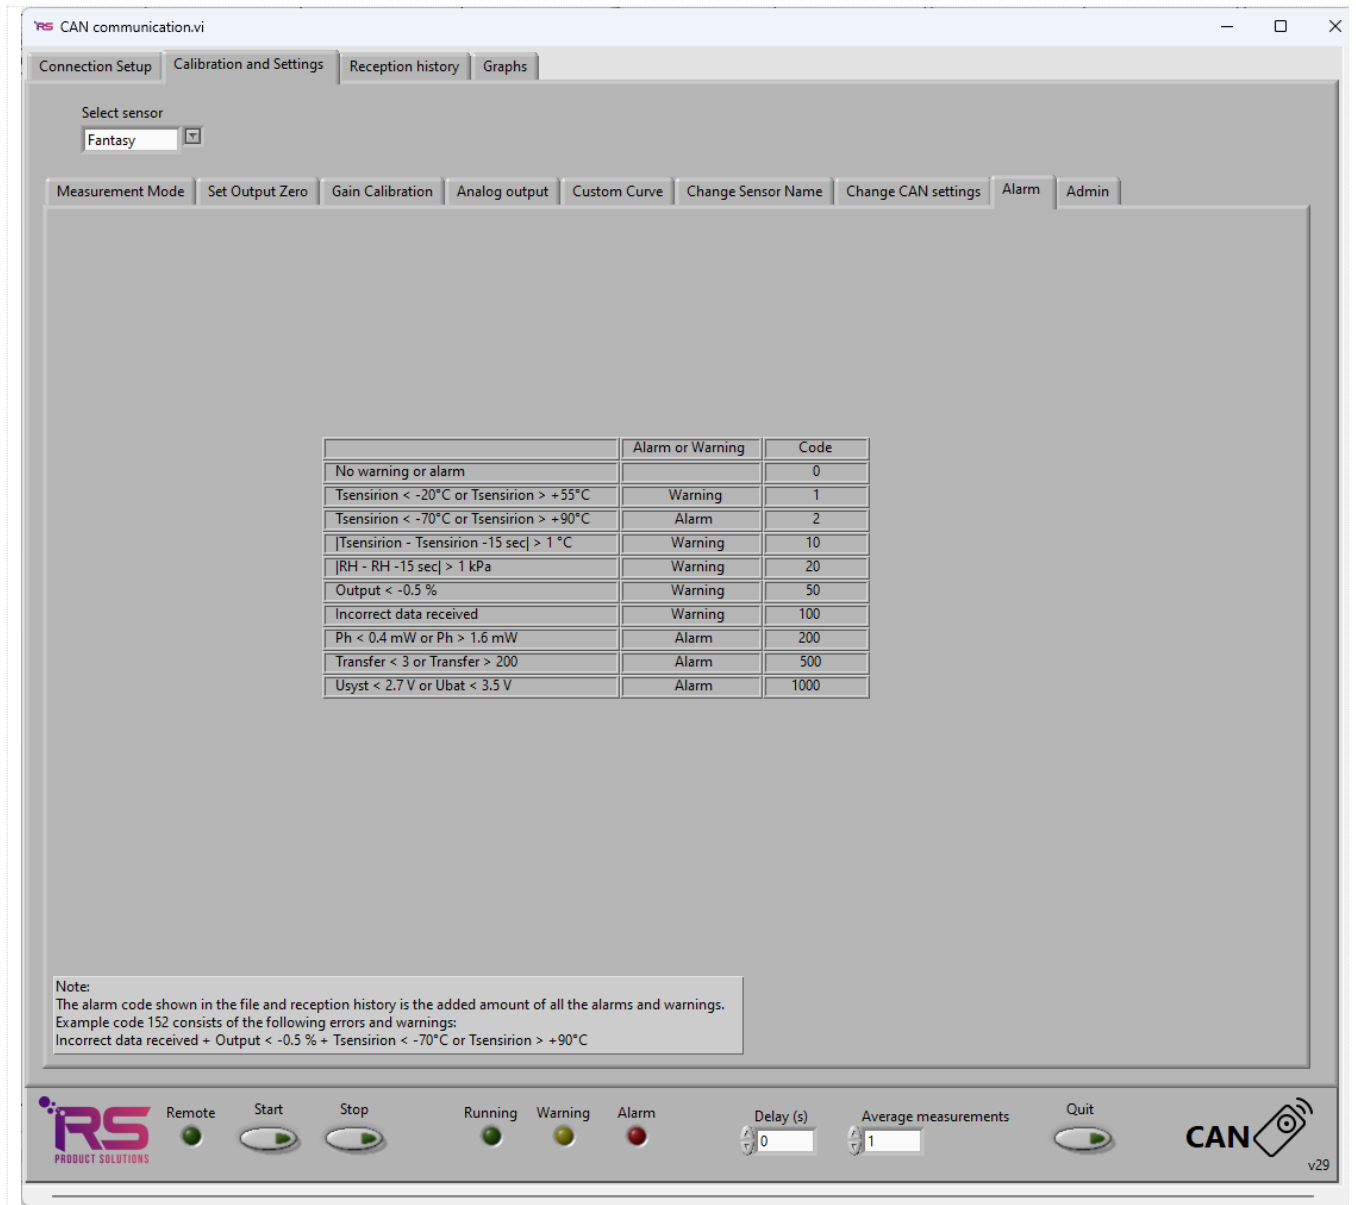 RS CAN communication.vi
Connection Setup Calibration and Settings Reception history Graphs
Select sensor
Fantasy
Measurement Mode Set Output Zero Gain Calibration Analog output Custom Curve Change Sensor Name Change CAN settings Alarm Admin
Alarm or Warning Code
No warning or alarm 0
Tsensirion < -20°C or Tsensirion > +55°C Warning 1
Tsensirion < -70°C or Tsensirion > +90°C Alarm 2
|Tsensirion - Tsensirion -15 sec| > 1 °C Warning 10
|RH - RH -15 sec| > 1 kPa Warning 20
Output < -0.5 % Warning 50
Incorrect data received Warning 100
Ph < 0.4 mW or Ph > 1.6 mW Alarm 200
Transfer < 3 or Transfer > 200 Alarm 500
Usyst < 2.7 V or Ubat < 3.5 V Alarm 1000
Note:
The alarm code shown in the file and reception history is the added amount of all the alarms and warnings.
Example code 152 consists of the following errors and warnings:
Incorrect data received + Output < -0.5 % + Tsensirion < -70°C or Tsensirion > +90°C
RS
PRODUCT SOLUTIONS
Remote Start Stop Running Warning Alarm Delay (s) Average measurements Quit
0 1
CAN
v29